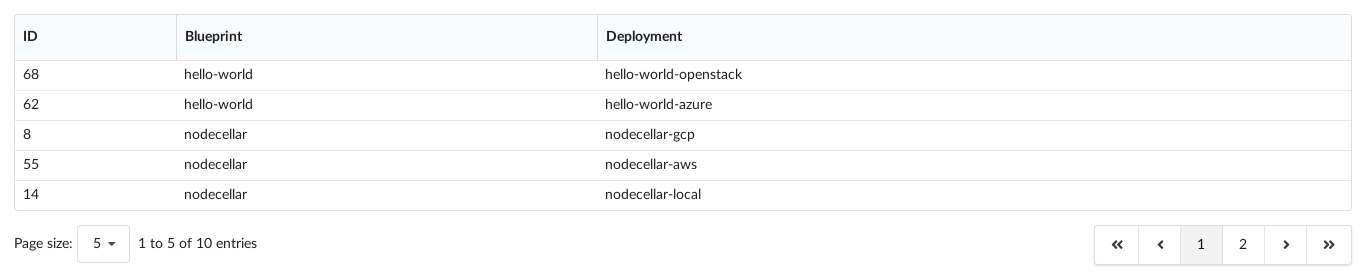 ID Blueprint Deployment
68 hello-world hello-world-openstack
62 hello-world hello-world-azure
8 nodecellar nodecellar-gcp
55 nodecellar nodecellar-aws
14 nodecellar nodecellar-local
Page size: 5 1 to 5 of 10 entries « ‹ 1 2 › »